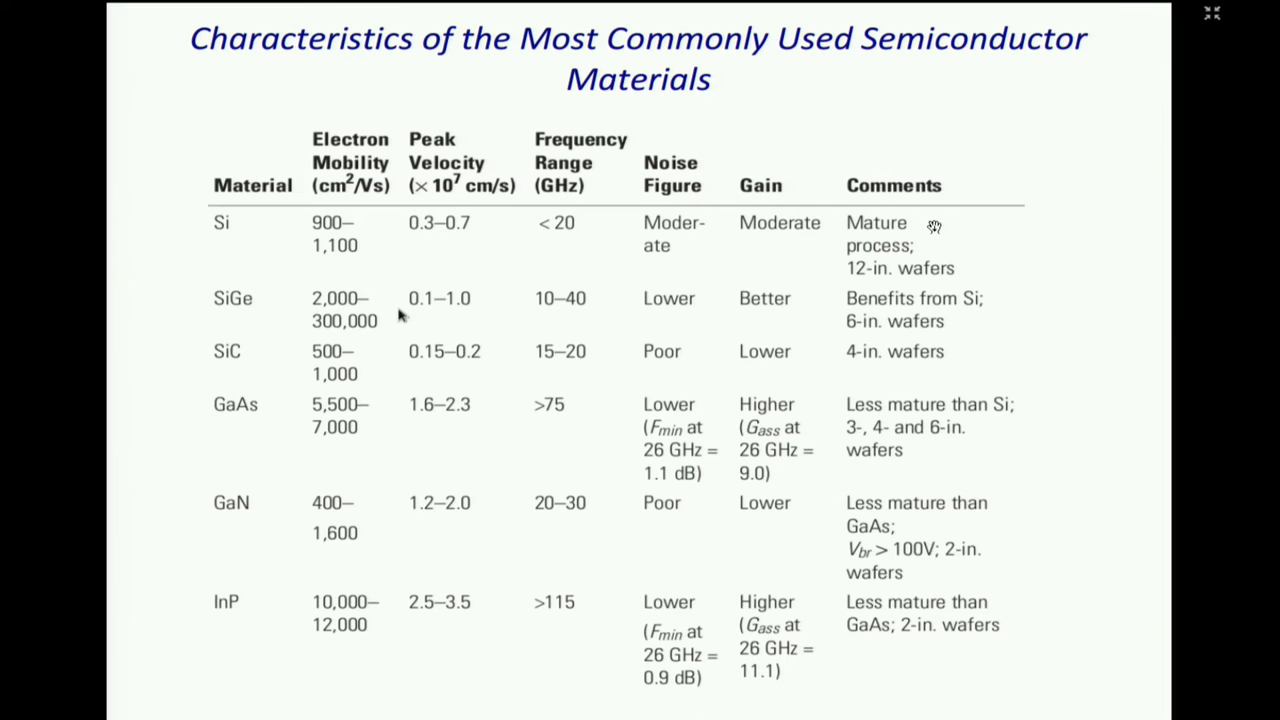 Characteristics of the Most Commonly Used Semiconductor
Materials
Electron Peak Frequency
Mobility Velocity Range Noise
Material (cm²/Vs) (× 10⁷ cm/s) (GHz) Figure Gain Comments
Si 900– 0.3–0.7 < 20 Moder- Moderate Mature
1,100 ate process;
12-in. wafers
SiGe 2,000– 0.1–1.0 10–40 Lower Better Benefits from Si;
300,000 6-in. wafers
SiC 500– 0.15–0.2 15–20 Poor Lower 4-in. wafers
1,000
GaAs 5,500– 1.6–2.3 >75 Lower Higher Less mature than Si;
7,000 (Fmin at (Gass at 3-, 4- and 6-in.
26 GHz = 26 GHz = wafers
1.1 dB) 9.0)
GaN 400– 1.2–2.0 20–30 Poor Lower Less mature than
GaAs;
1,600
Vbr > 100V; 2-in.
wafers
InP 10,000– 2.5–3.5 >115 Lower Higher Less mature than
12,000 (Fmin at (Gass at GaAs; 2-in. wafers
26 GHz = 26 GHz =
0.9 dB) 11.1)